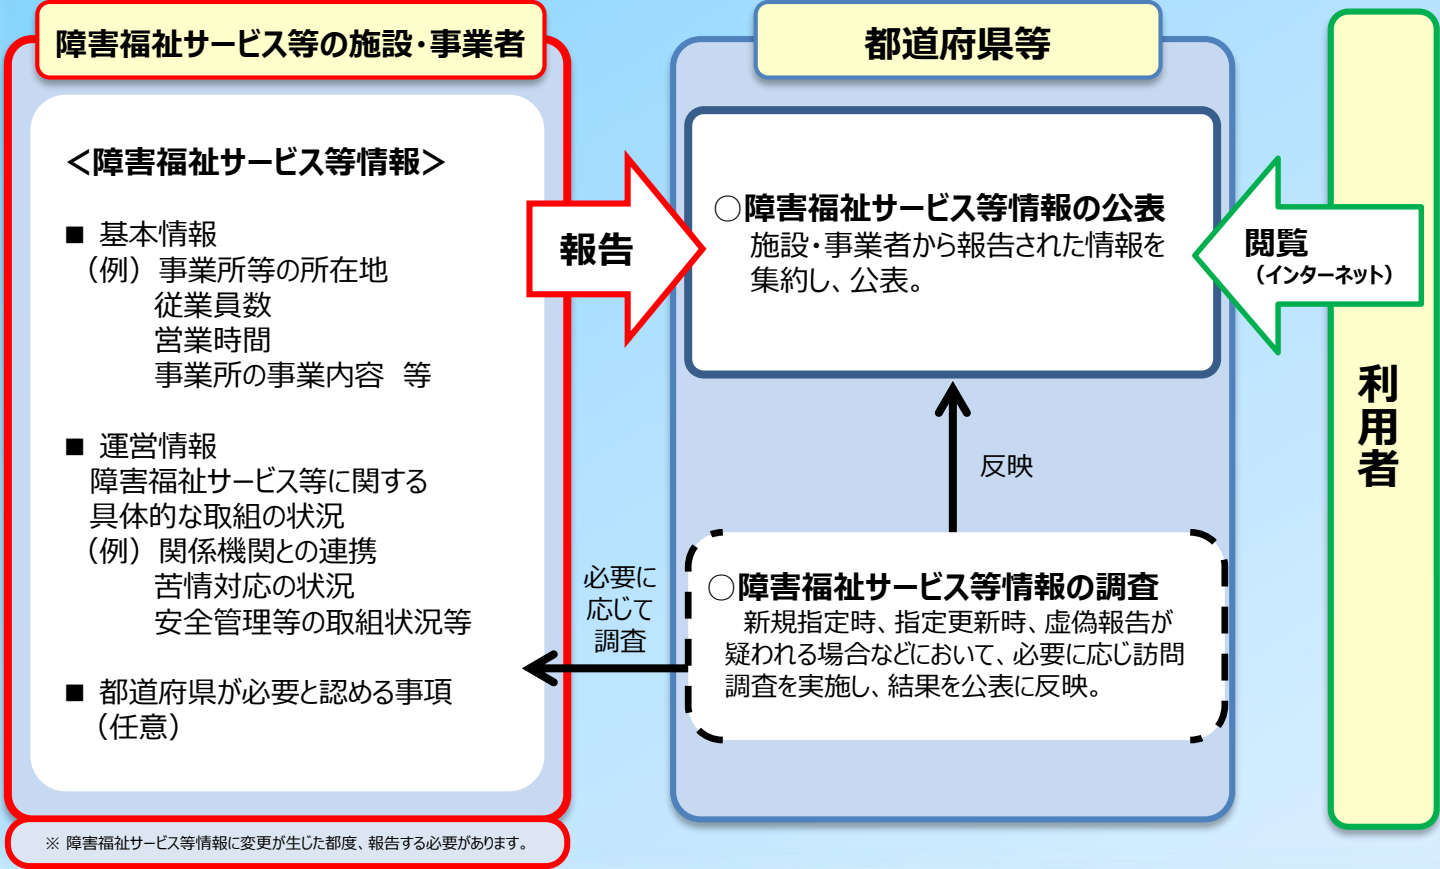 障害福祉サービス等の施設・事業者
＜障害福祉サービス等情報＞
■ 基本情報
（例）事業所等の所在地
従業員数
営業時間
事業所の事業内容　等
■ 運営情報
障害福祉サービス等に関する
具体的な取組の状況
（例）関係機関との連携
苦情対応の状況
安全管理等の取組状況等
■ 都道府県が必要と認める事項
（任意）
※ 障害福祉サービス等情報に変更が生じた都度、報告する必要があります。
報告
必要に
応じて
調査
都道府県等
○障害福祉サービス等情報の公表
施設・事業者から報告された情報を
集約し、公表。
反映
○障害福祉サービス等情報の調査
新規指定時、指定更新時、虚偽報告が
疑われる場合などにおいて、必要に応じ訪問
調査を実施し、結果を公表に反映。
閲覧
（インターネット）
利用者